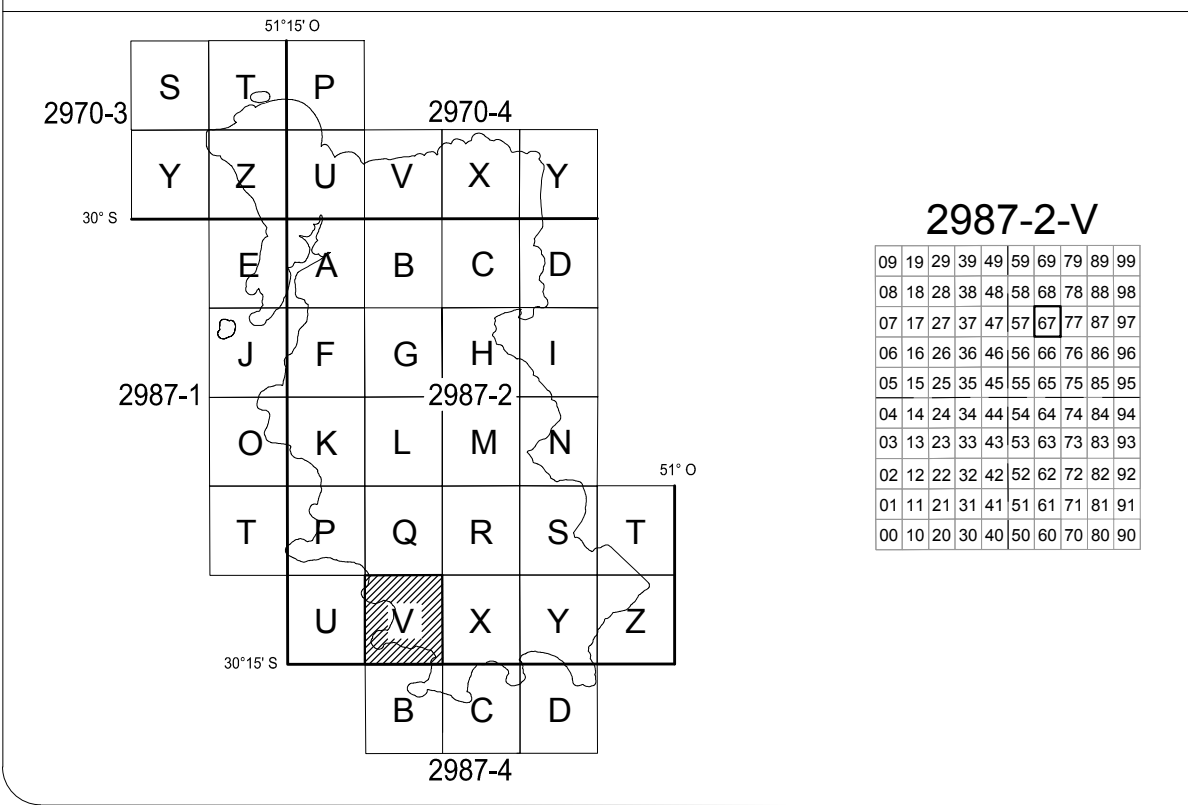 51°15' O
S T P
2970-3 2970-4
Y Z U V X Y
30° S
E A B C D
J F G H I
2987-1 2987-2
O K L M N
51° O
T P Q R S T
U V X Y Z
30°15' S
B C D
2987-4
2987-2-V
09 19 29 39 49 59 69 79 89 99
08 18 28 38 48 58 68 78 88 98
07 17 27 37 47 57 67 77 87 97
06 16 26 36 46 56 66 76 86 96
05 15 25 35 45 55 65 75 85 95
04 14 24 34 44 54 64 74 84 94
03 13 23 33 43 53 63 73 83 93
02 12 22 32 42 52 62 72 82 92
01 11 21 31 41 51 61 71 81 91
00 10 20 30 40 50 60 70 80 90